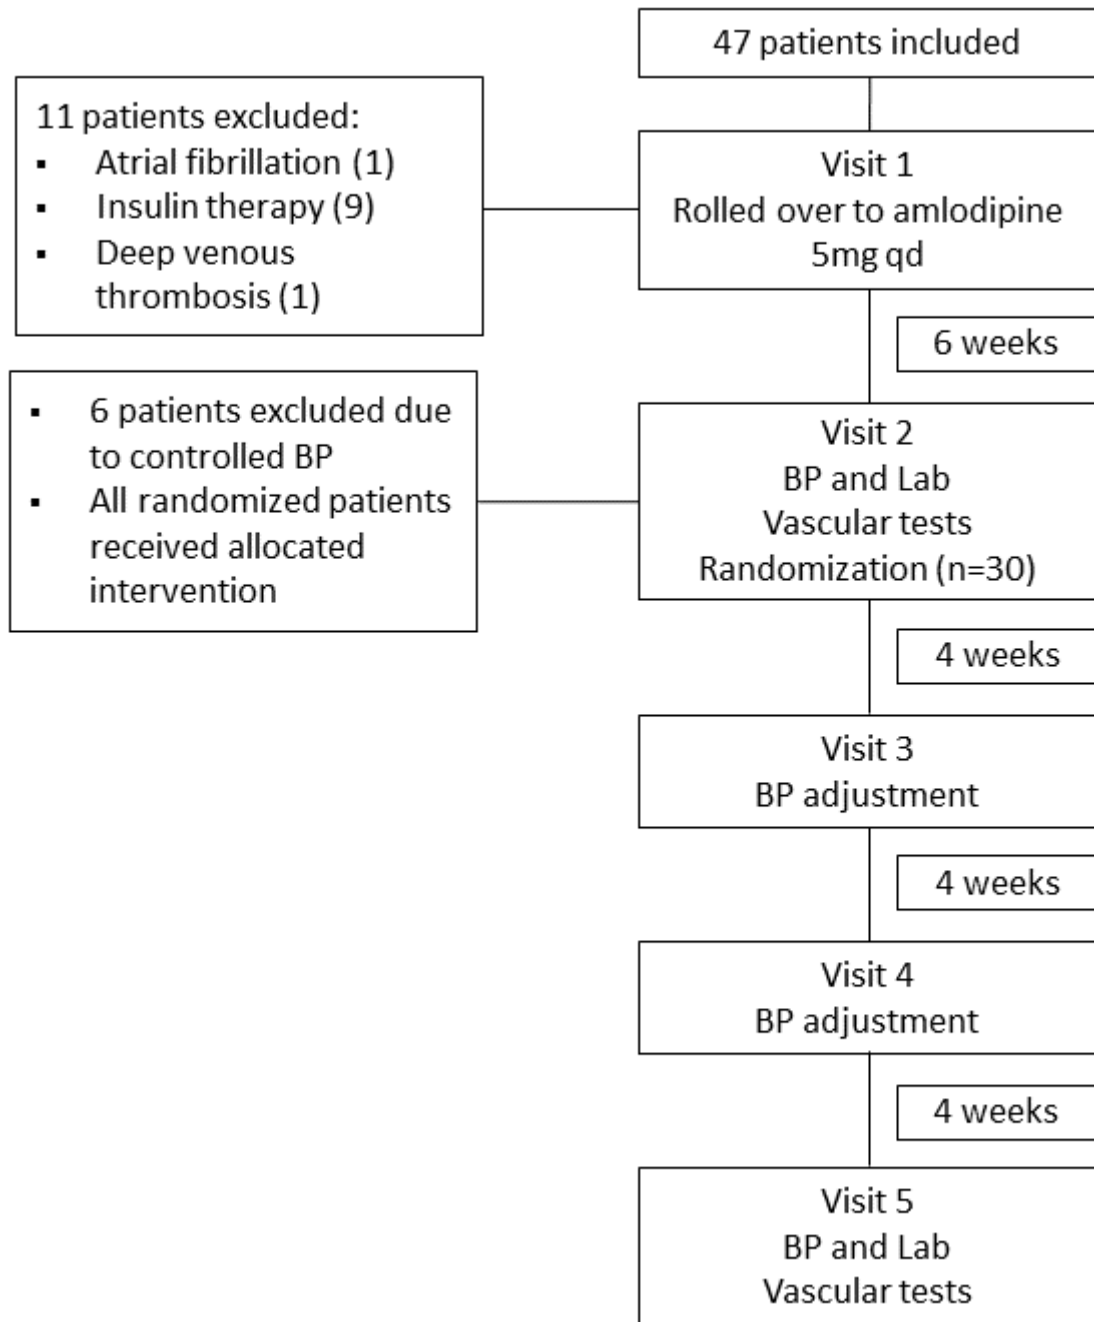 47 patients included
11 patients excluded:
▪ Atrial fibrillation (1)
▪ Insulin therapy (9)
▪ Deep venous
thrombosis (1)
Visit 1
Rolled over to amlodipine
5mg qd
6 weeks
▪ 6 patients excluded due
to controlled BP
▪ All randomized patients
received allocated
intervention
Visit 2
BP and Lab
Vascular tests
Randomization (n=30)
4 weeks
Visit 3
BP adjustment
4 weeks
Visit 4
BP adjustment
4 weeks
Visit 5
BP and Lab
Vascular tests